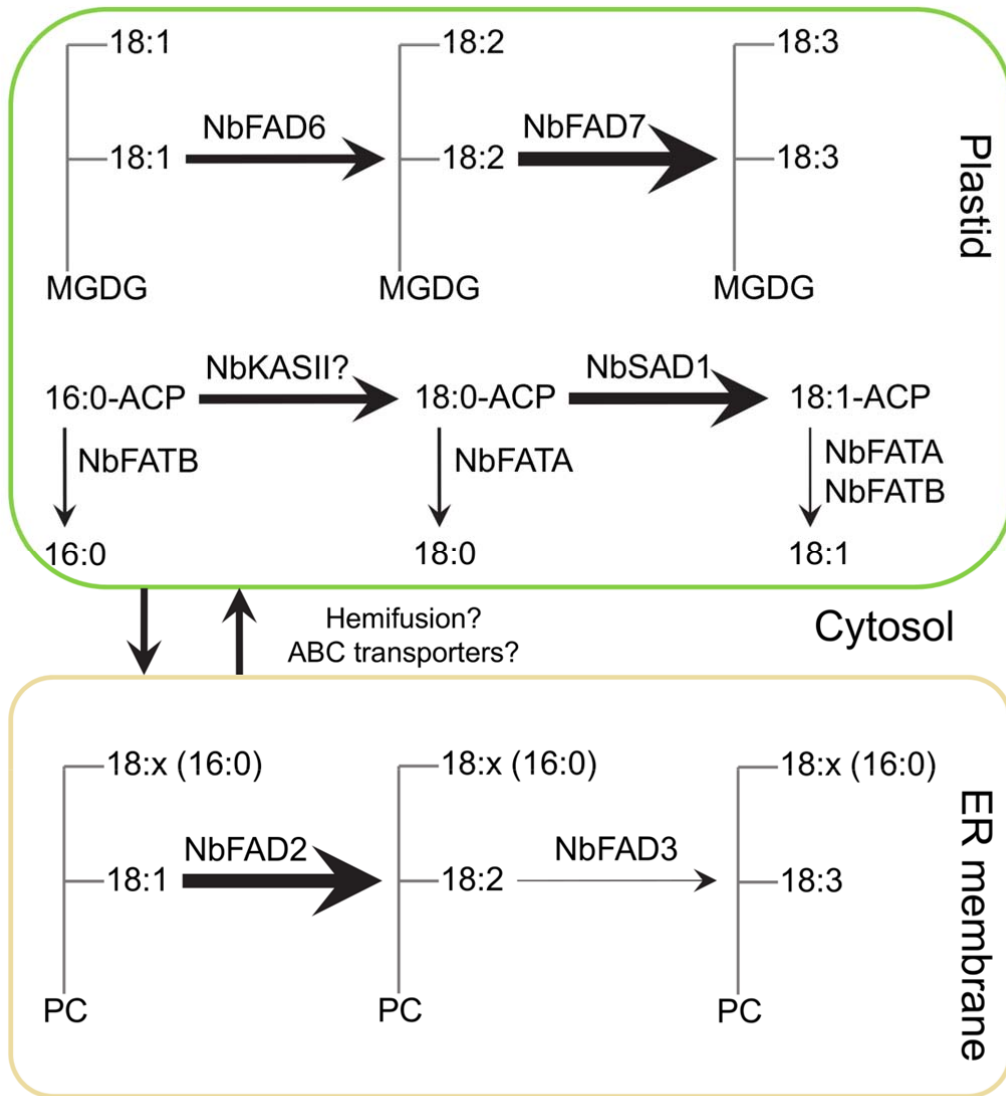 18:1
18:2
18:3
NbFAD6
NbFAD7
18:1
18:2
18:3
MGDG
MGDG
MGDG
Plastid
NbKASII?
NbSAD1
16:0-ACP
18:0-ACP
18:1-ACP
NbFATB
NbFATA
NbFATA
NbFATB
16:0
18:0
18:1
Hemifusion?
ABC transporters?
Cytosol
18:x (16:0)
18:x (16:0)
18:x (16:0)
NbFAD2
NbFAD3
18:1
18:2
18:3
PC
PC
PC
ER membrane